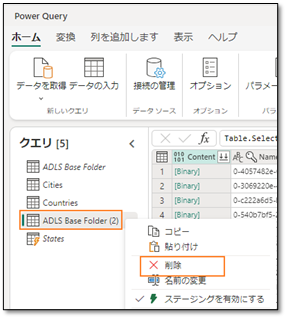 Power Query
ホーム 変換 列を追加します 表示 ヘルプ
データを取得 データの入力 接続の管理 オプション パラメー
新しいクエリ データ ソース オプション パラ
クエリ [5]
ADLS Base Folder
Cities
Countries
ADLS Base Folder (2)
States
fx Table.Select
Content Name
1 [Binary] 0-4057482e-
2 [Binary] 0-3069220e-
3 [Binary] 0-c222a6d5-
4 [Binary] 0-540b7bf5-2
コピー
貼り付け
削除
名前の変更
ステージングを有効にする